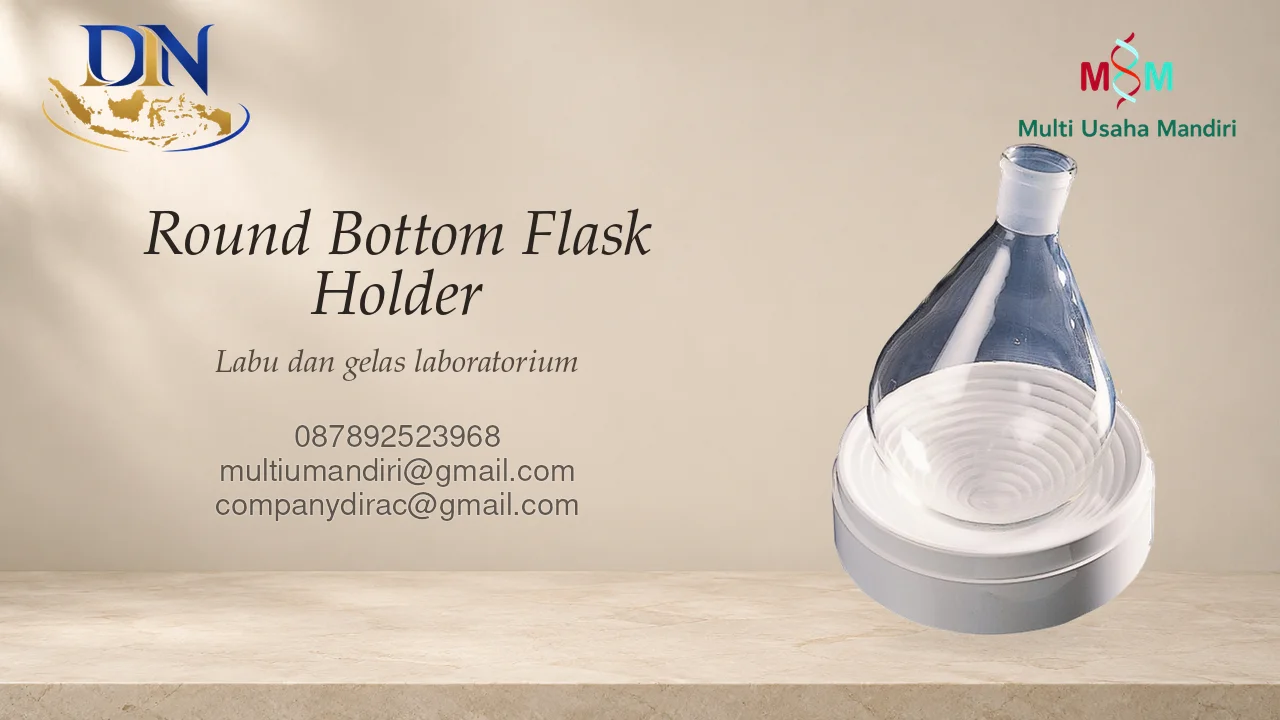 DN
MSM
Multi Usaha Mandiri
Round Bottom Flask
Holder
Labu dan gelas laboratorium
087892523968
multiumandiri@gmail.com
companydirac@gmail.com